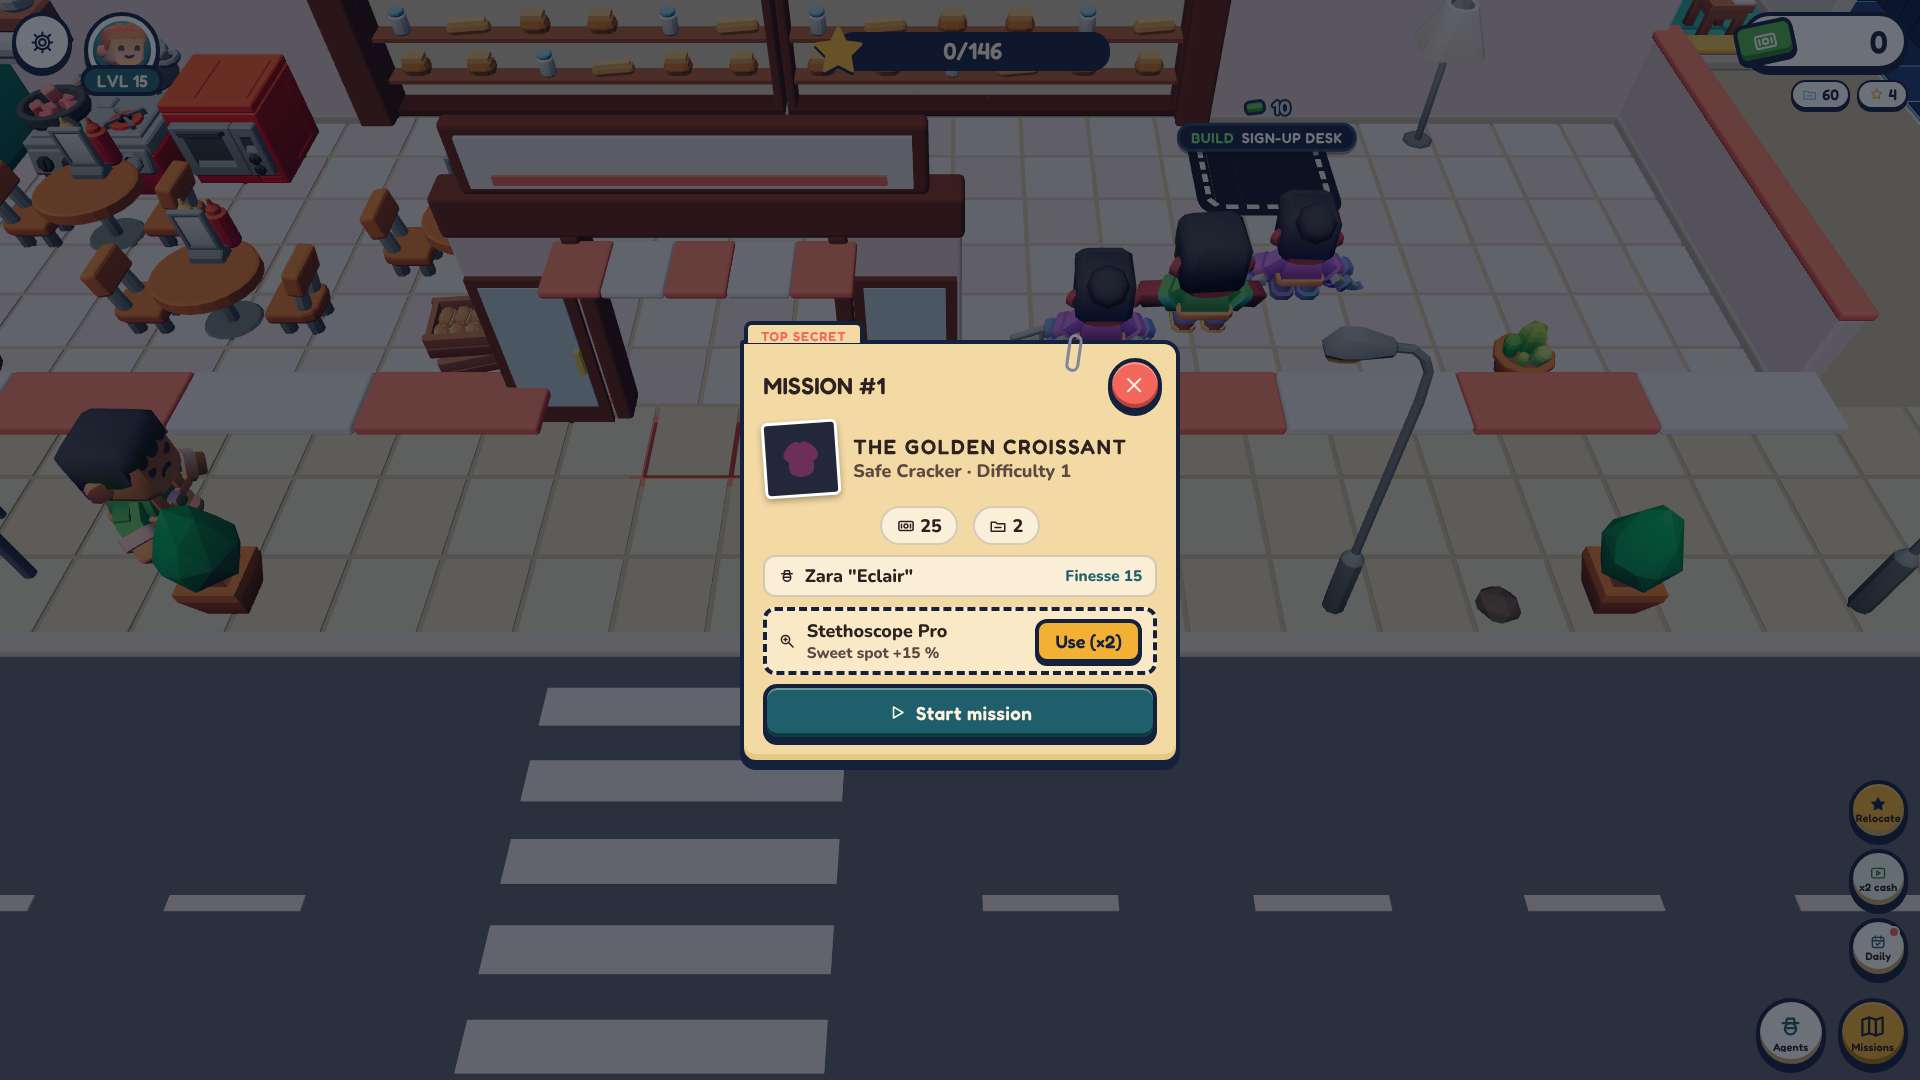 LVL 15
0/146
0
60
4
10
BUILD SIGN-UP DESK
TOP SECRET
MISSION #1
THE GOLDEN CROISSANT
Safe Cracker · Difficulty 1
25
2
Zara "Eclair"
Finesse 15
Stethoscope Pro
Sweet spot +15 %
Use (x2)
Start mission
Relocate
x2 cash
Daily
Agents
Missions